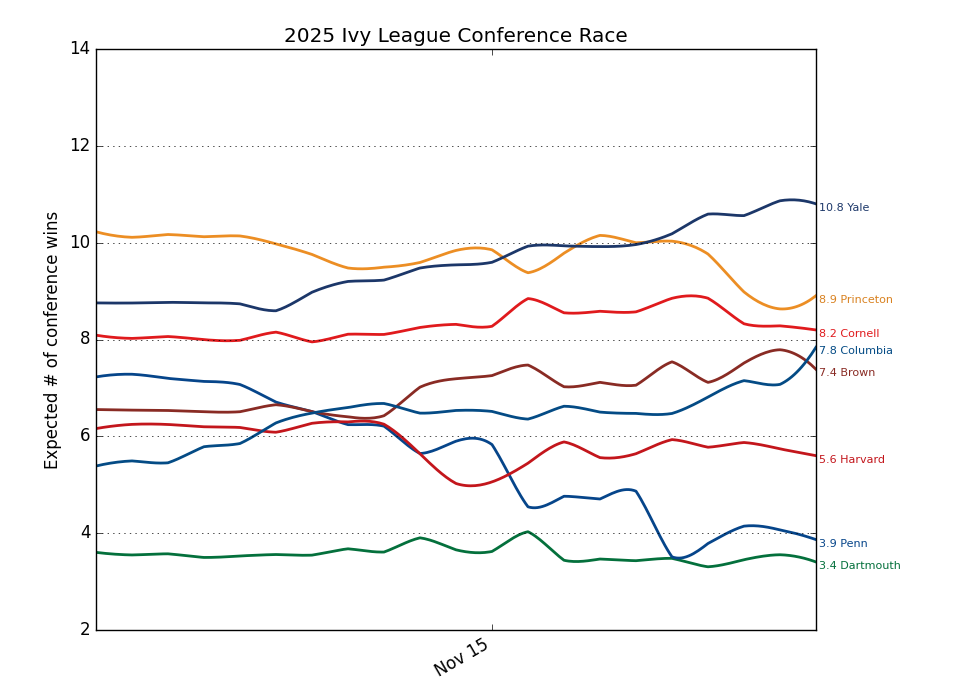 2025 Ivy League Conference Race
Expected # of conference wins
14
12
10
8
6
4
2
Nov 15
10.8 Yale
8.9 Princeton
8.2 Cornell
7.8 Columbia
7.4 Brown
5.6 Harvard
3.9 Penn
3.4 Dartmouth